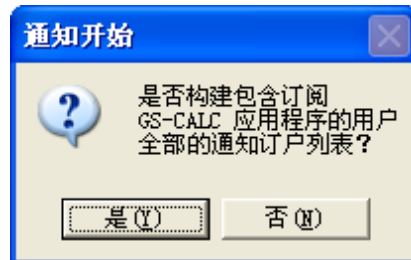 通知开始
是否构建包含订阅
GS-CALC 应用程序的用户
全部的通知订户列表？
是(Y)
否(N)